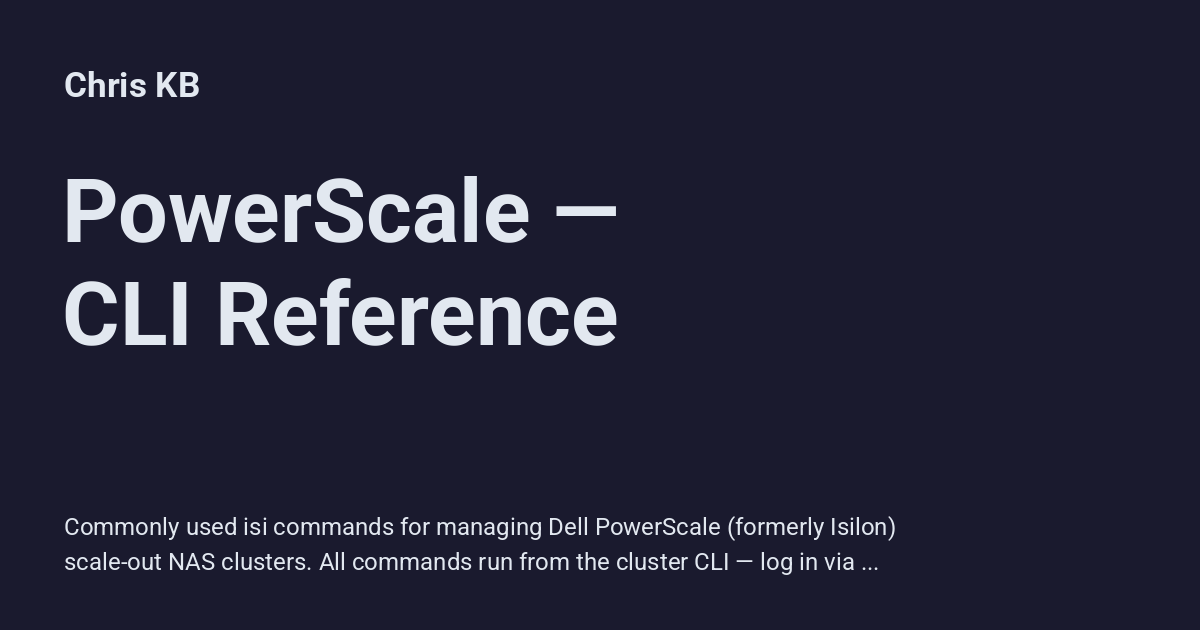 Chris KB
PowerScale —
CLI Reference
Commonly used isi commands for managing Dell PowerScale (formerly Isilon)
scale-out NAS clusters. All commands run from the cluster CLI — log in via ...